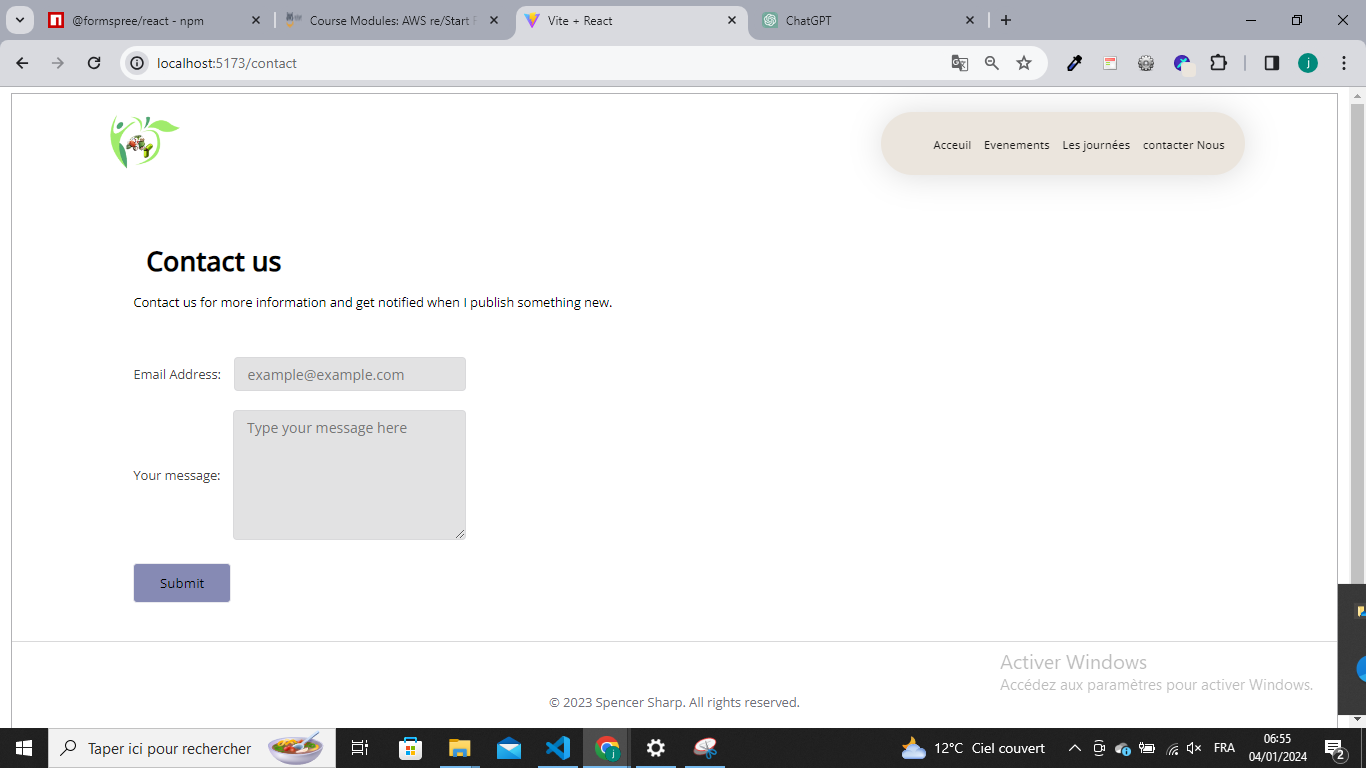 @formspree/react - npm
Course Modules: AWS re/Start
Vite + React
ChatGPT
localhost:5173/contact
j
Acceuil Evenements Les journées contacter Nous
Contact us
Contact us for more information and get notified when I publish something new.
Email Address: example@example.com
Type your message here
Your message:
Submit
Activer Windows
Accédez aux paramètres pour activer Windows.
© 2023 Spencer Sharp. All rights reserved.
Taper ici pour rechercher
12°C Ciel couvert
FRA
06:55
04/01/2024
2